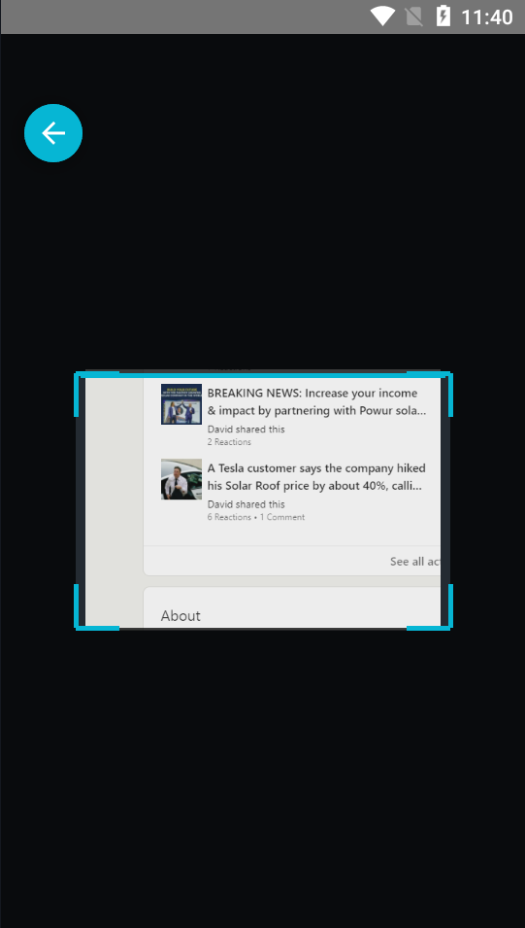 11:40
BREAKING NEWS: Increase your income
& impact by partnering with Powur sola...
David shared this
2 Reactions
A Tesla customer says the company hiked
his Solar Roof price by about 40%, calli...
David shared this
6 Reactions • 1 Comment
See all ac
About